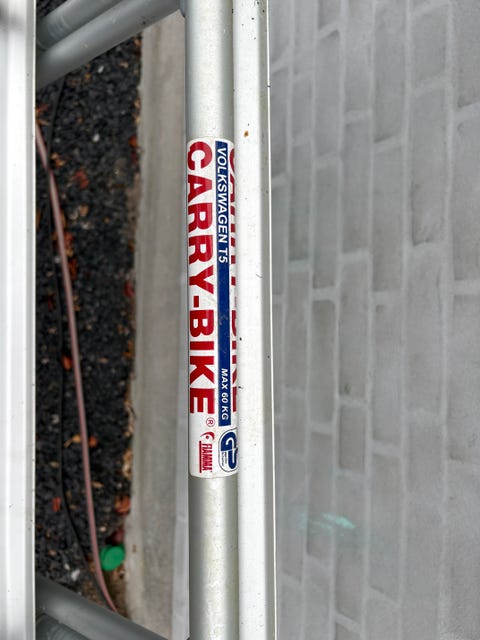 VOLKSWAGEN T5 MAX 60 KG
CARRY-BIKE®
FIAMMA